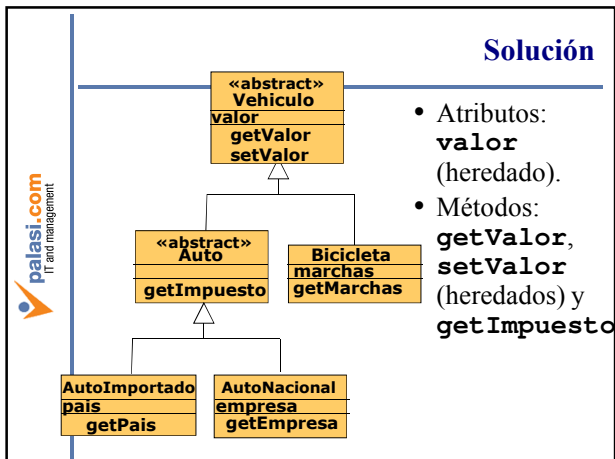 Solución
«abstract»
Vehiculo
valor
getValor
setValor
• Atributos:
valor
(heredado).
• Métodos:
getValor,
setValor
(heredados) y
getImpuesto
«abstract»
Auto
getImpuesto
Bicicleta
marchas
getMarchas
AutoImportado
pais
getPais
AutoNacional
empresa
getEmpresa
palasi.com
IT and management